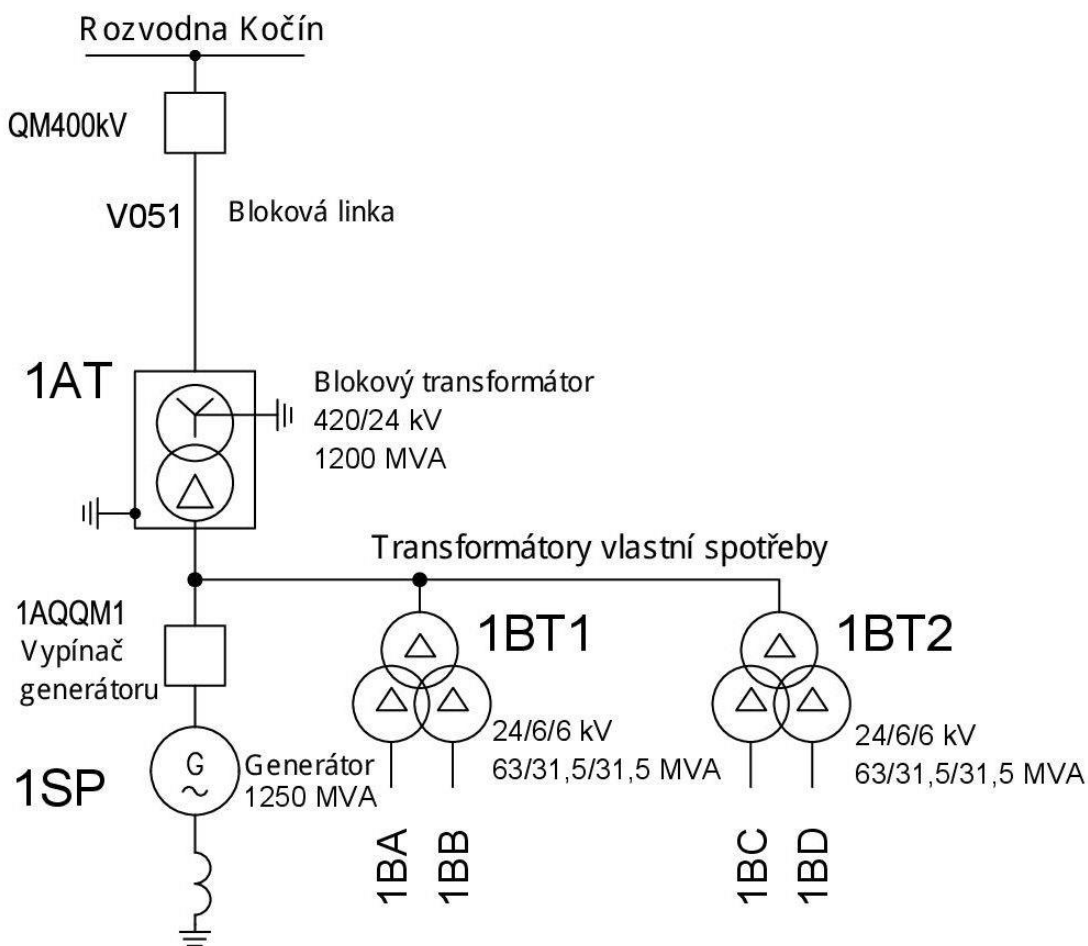 Rozvodna Kočín
QM400kV
V051
Bloková linka
1AT
Blokový transformátor
420/24 kV
1200 MVA
Transformátory vlastní spotřeby
1AQQM1
Vypínač
generátoru
1BT1
1BT2
24/6/6 kV
63/31,5/31,5 MVA
24/6/6 kV
63/31,5/31,5 MVA
1SP
G
Generátor
1250 MVA
1BA
1BB
1BC
1BD